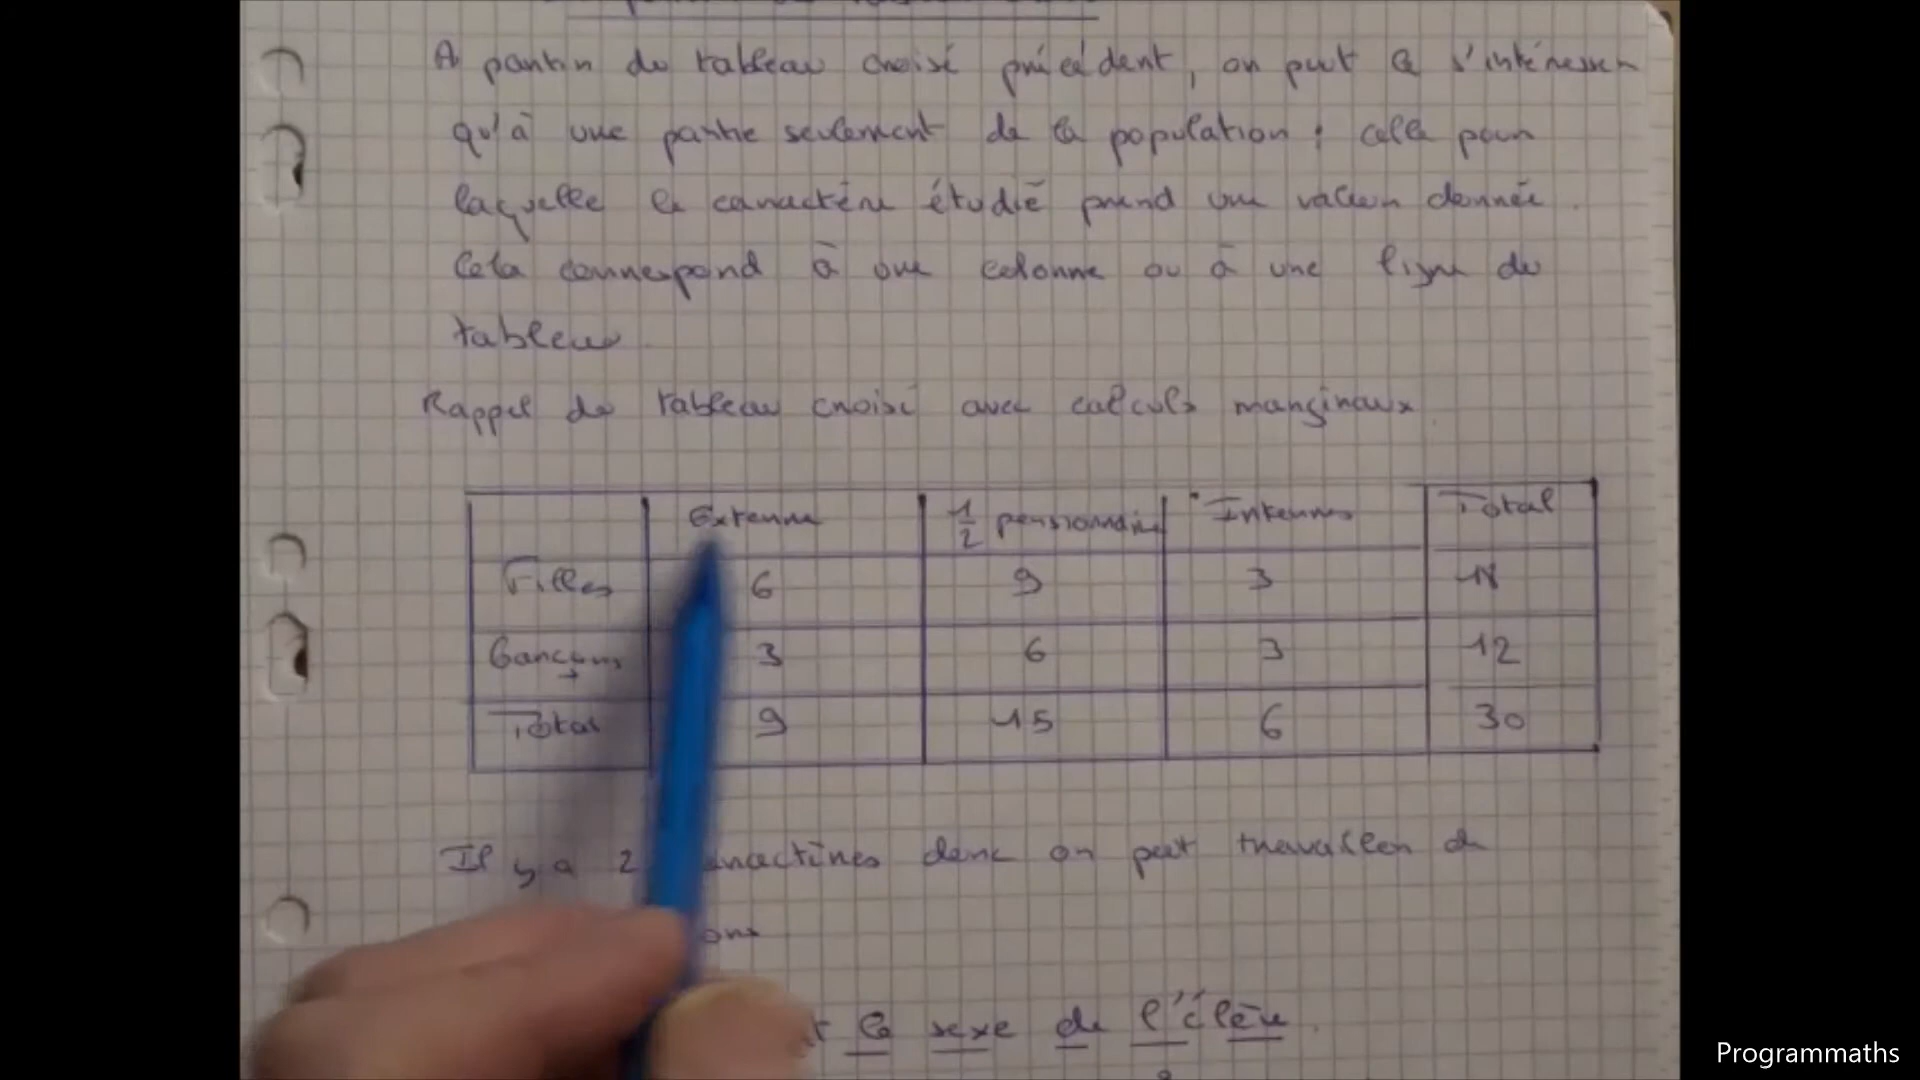 A partir du tableau croisé précédent, on peut s'intéresser
qu'à une partie seulement de la population : celle pour
laquelle le caractère étudié prend une valeur donnée.
Cela correspond à une colonne ou à une ligne du
tableau
Rappel du tableau croisé avec calculs marginaux.
Externe 1/2 pensionnaire Internes Total
Filles 6 9 3 18
Garçons 3 6 3 12
Total 9 15 6 30
Il y a 2 donc on peut travailler de
le sexe de l'élève.
Programmaths